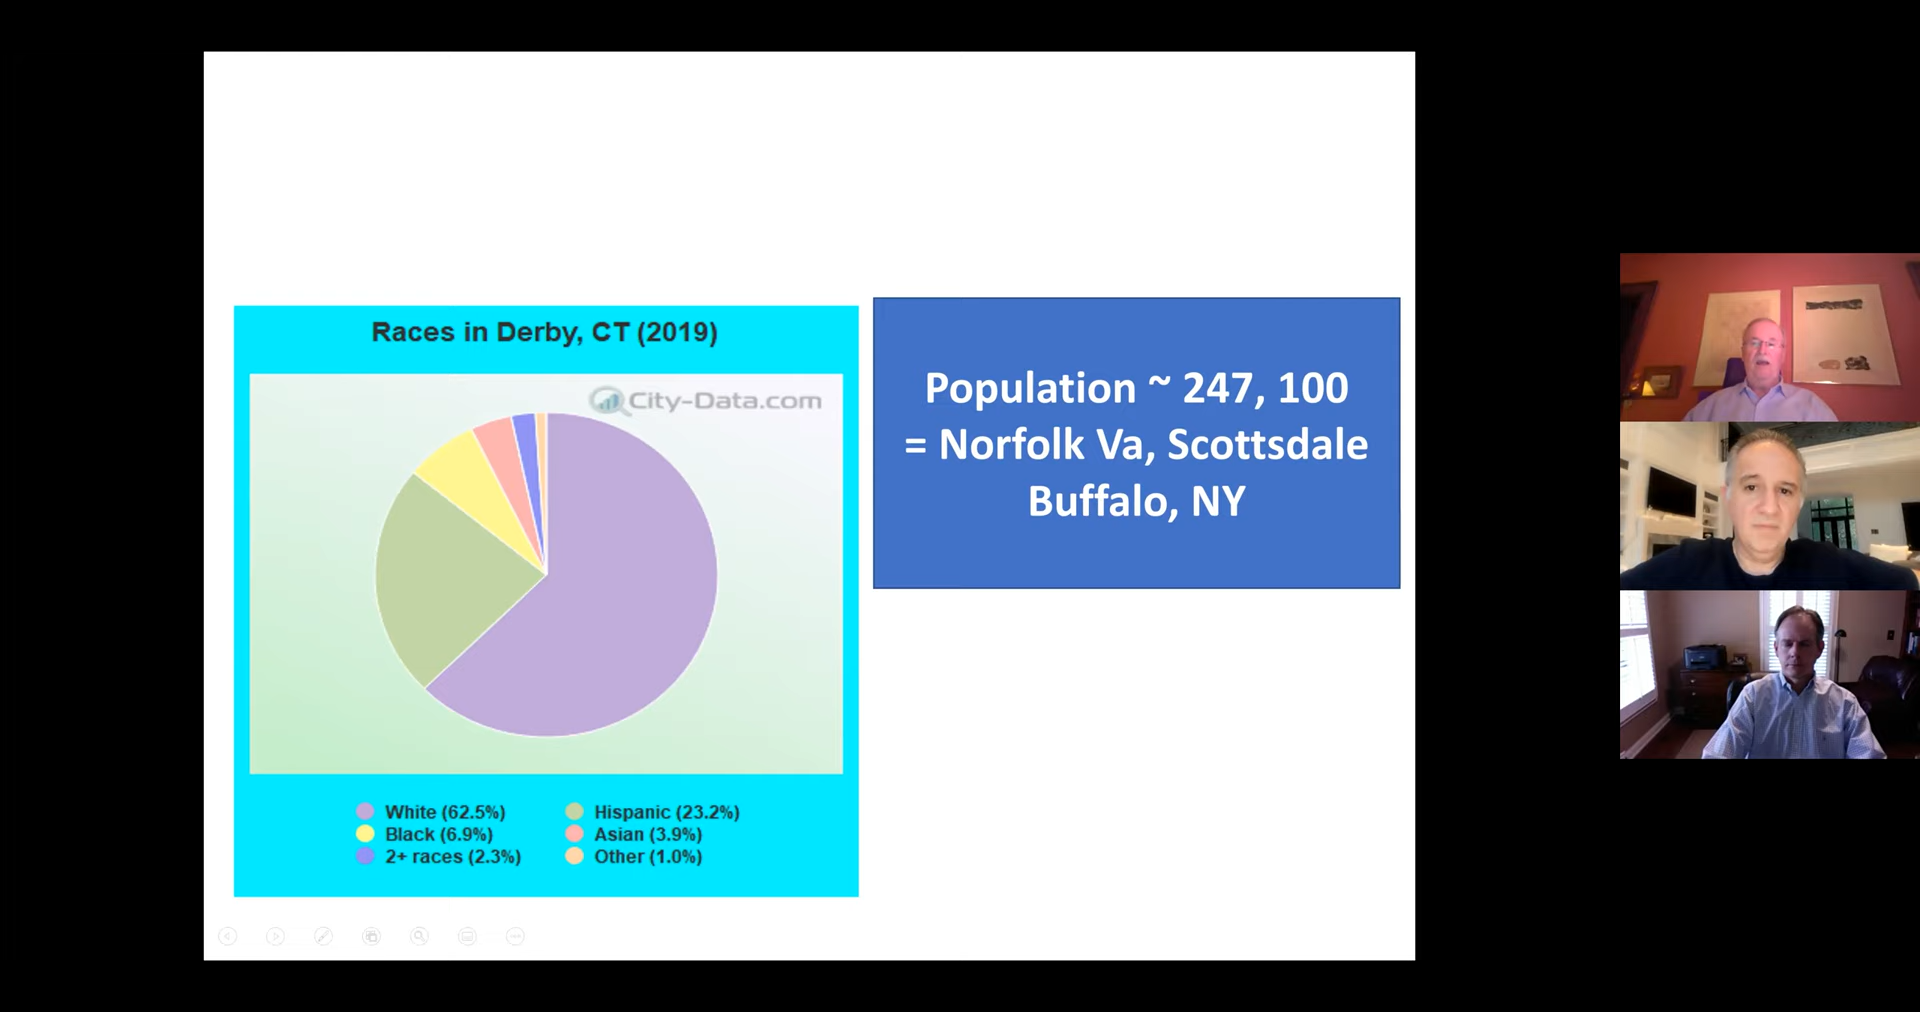 Races in Derby, CT (2019)
City-Data.com
White (62.5%)
Hispanic (23.2%)
Black (6.9%)
Asian (3.9%)
2+ races (2.3%)
Other (1.0%)
Population ~ 247, 100
= Norfolk Va, Scottsdale
Buffalo, NY